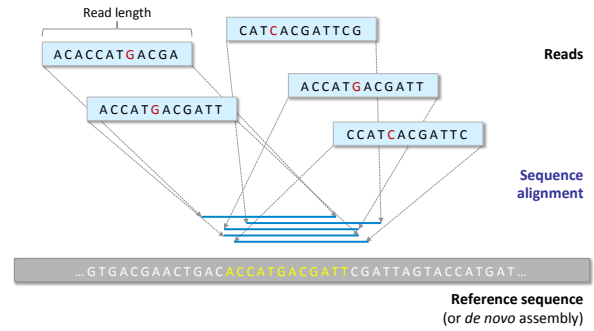 Read length
CATCACGATTCG
ACACCATGACGA
Reads
ACCATGACGATT
ACCATGACGATT
CCATCACGATTC
Sequence
alignment
...GTGACGAACTGACACCATGACGATTCGATTAGTACCATGAT...
Reference sequence
(or de novo assembly)